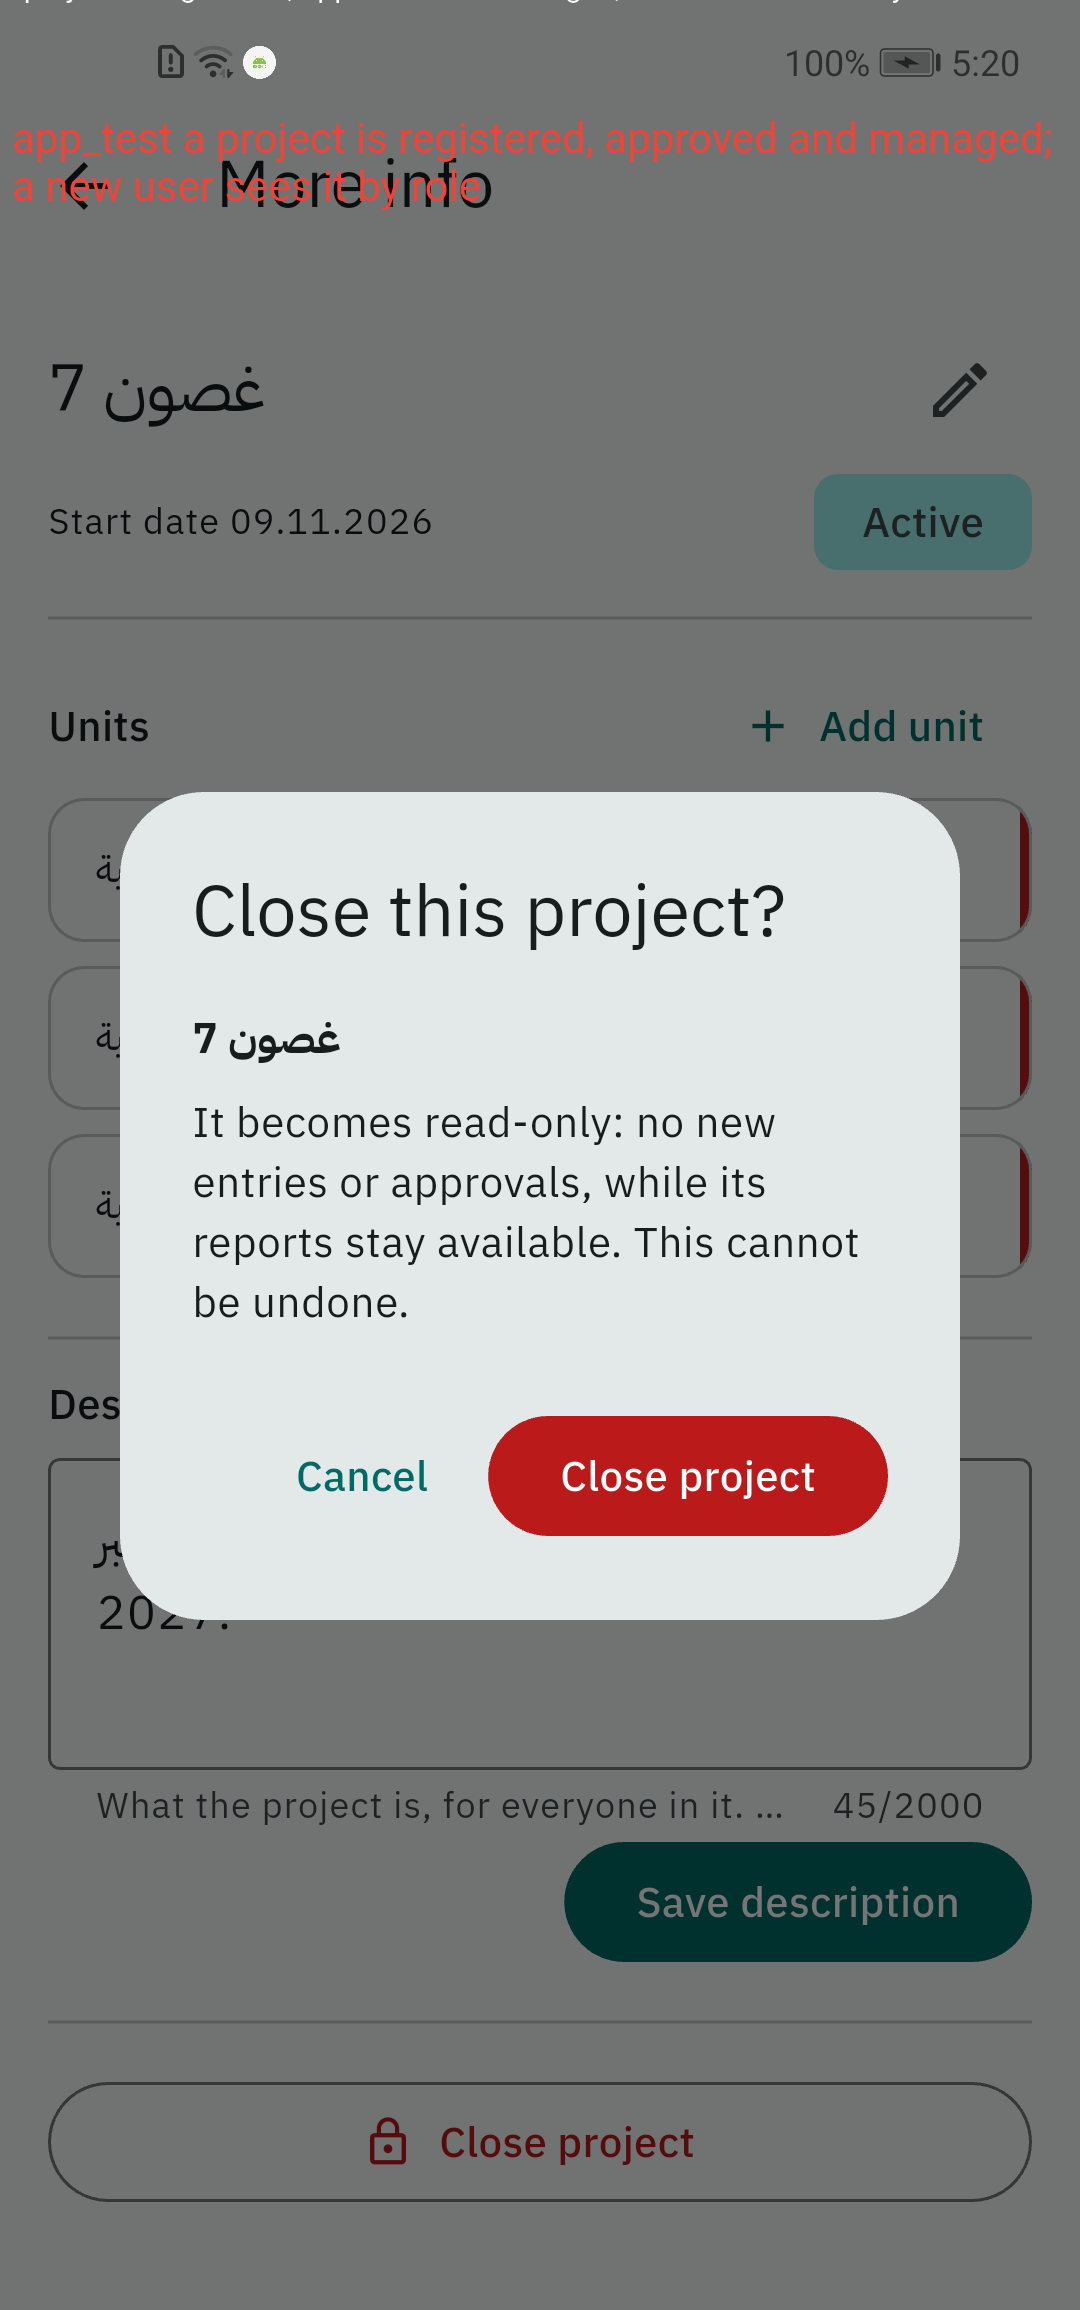 100% 5:20
app_test a project is registered, approved and managed;
a new user sees it by role
More info
غصون 7
Start date 09.11.2026
Active
Units
Add unit
Close this project?
غصون 7
It becomes read-only: no new
entries or approvals, while its
reports stay available. This cannot
be undone.
Cancel
Close project
What the project is, for everyone in it. ...
45/2000
Save description
Close project